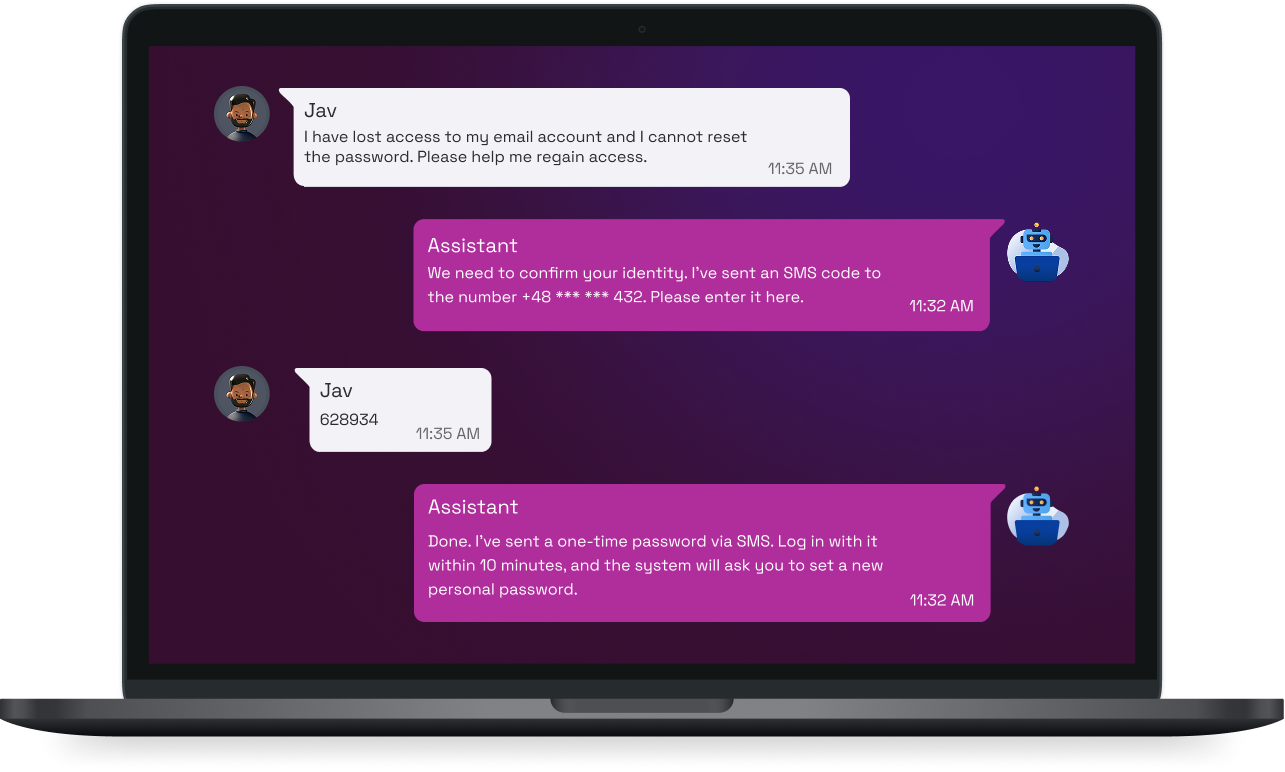 Jav
I have lost access to my email account and I cannot reset
the password. Please help me regain access.
11:35 AM
Assistant
We need to confirm your identity. I've sent an SMS code to
the number +48 *** *** 432. Please enter it here.
11:32 AM
Jav
628934
11:35 AM
Assistant
Done. I've sent a one-time password via SMS. Log in with it
within 10 minutes, and the system will ask you to set a new
personal password.
11:32 AM